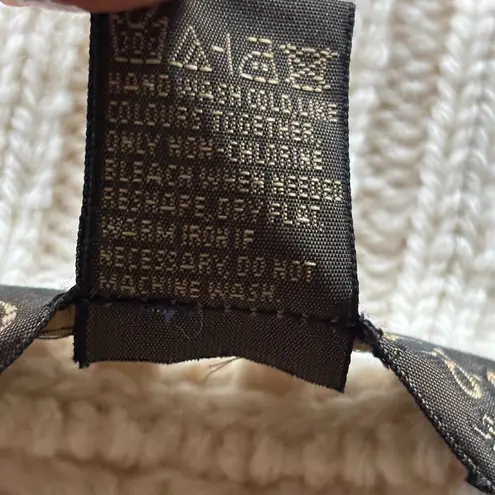 HAND WASH COLD LIKE
COLOURS TOGETHER
ONLY NON-CHLORINE
BLEACH WHEN NEEDED
RESHAPE. DRY FLAT
WARM IRON IF
NECESSARY. DO NOT
MACHINE WASH.